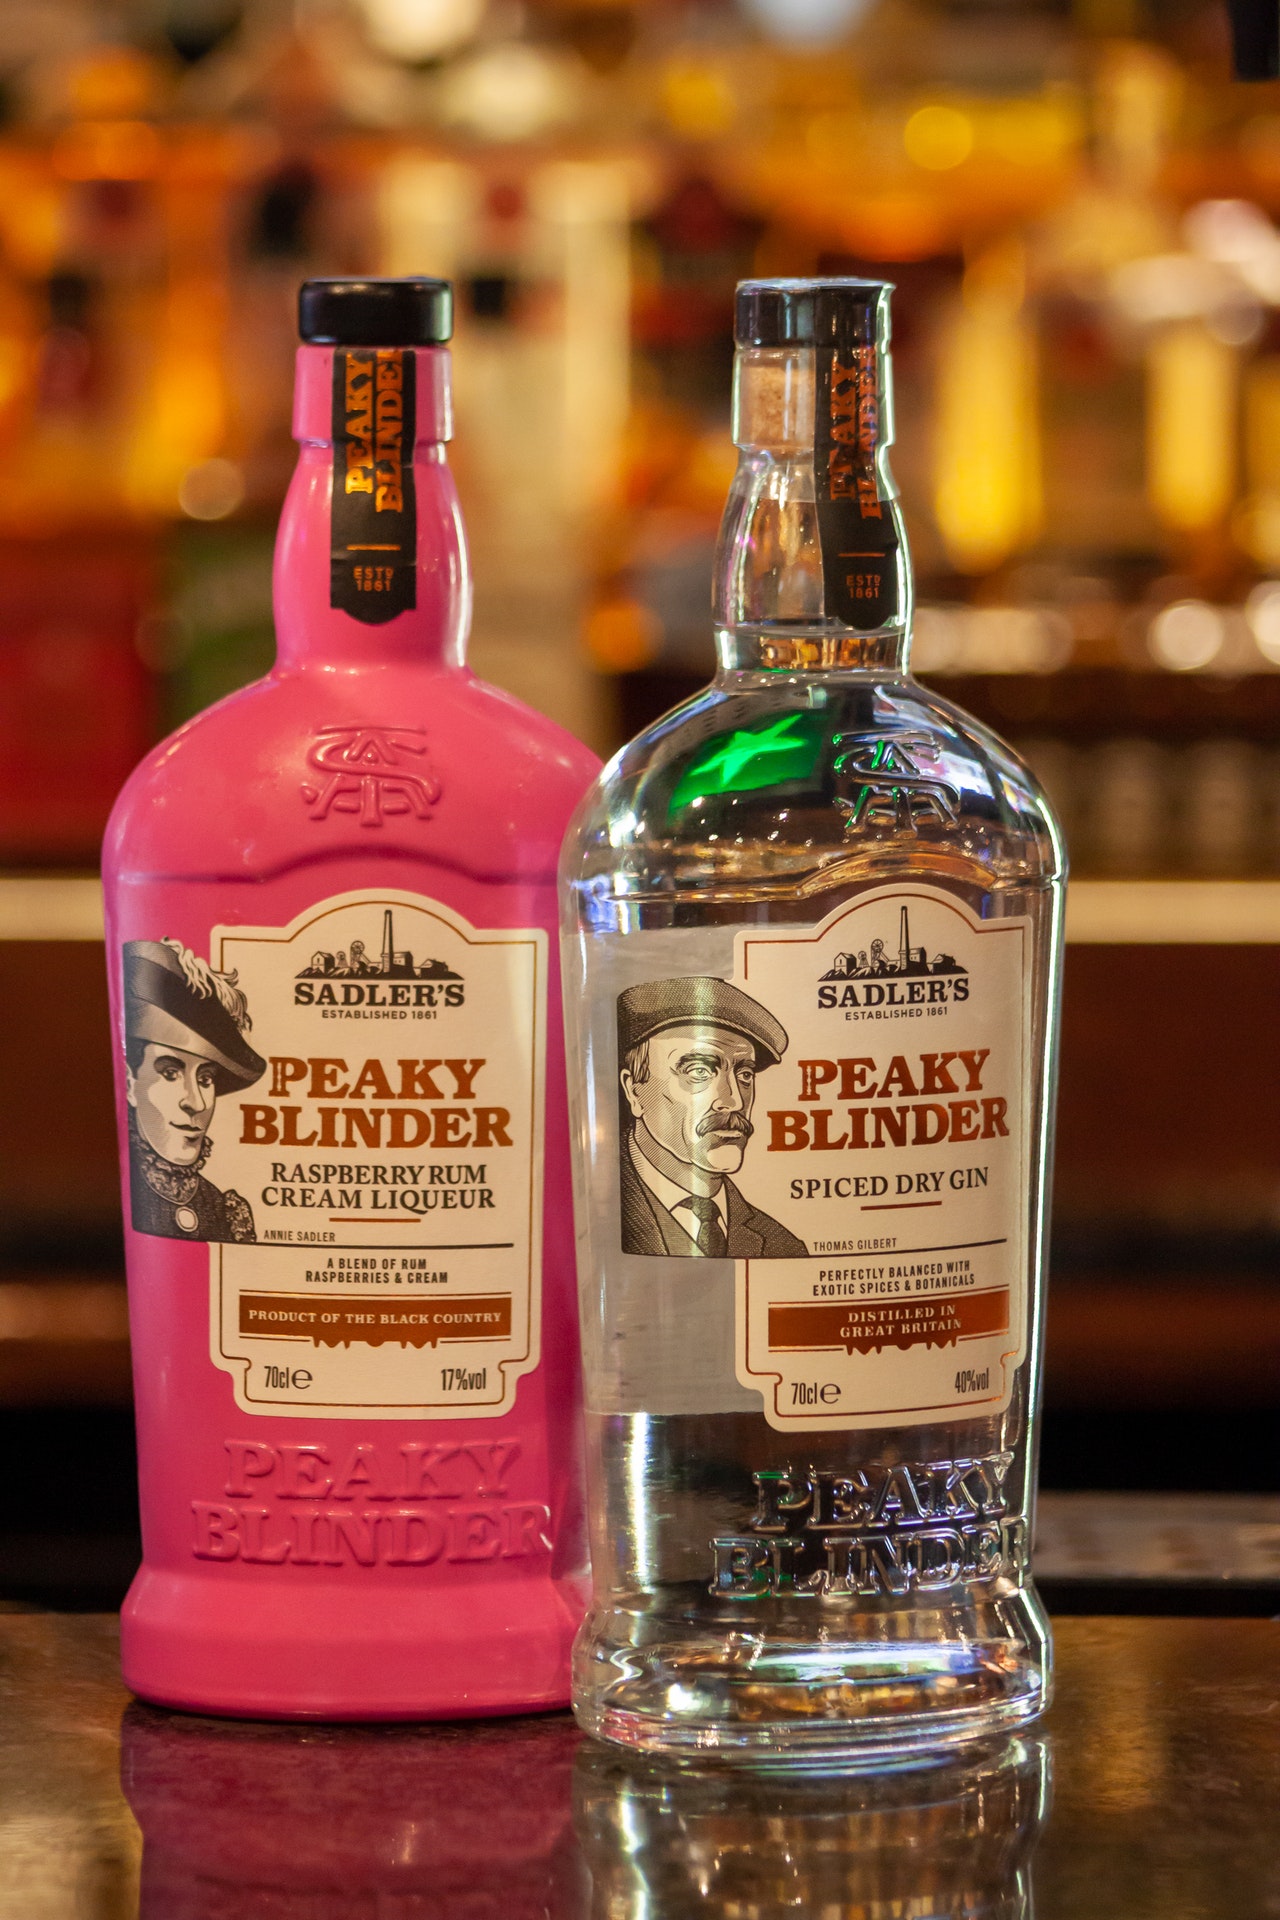 PEAKY
BLINDER
ESTD
1861
SADLER'S
ESTABLISHED 1861
PEAKY
BLINDER
RASPBERRY RUM
CREAM LIQUEUR
ANNIE SADLER
A BLEND OF RUM
RASPBERRIES & CREAM
PRODUCT OF THE BLACK COUNTRY
70cl℮ 17%vol
PEAKY
BLINDER
PEAKY
BLINDER
ESTD
1861
SADLER'S
ESTABLISHED 1861
PEAKY
BLINDER
SPICED DRY GIN
THOMAS GILBERT
PERFECTLY BALANCED WITH
EXOTIC SPICES & BOTANICALS
DISTILLED IN
GREAT BRITAIN
70cl℮ 40%vol
PEAKY
BLINDER